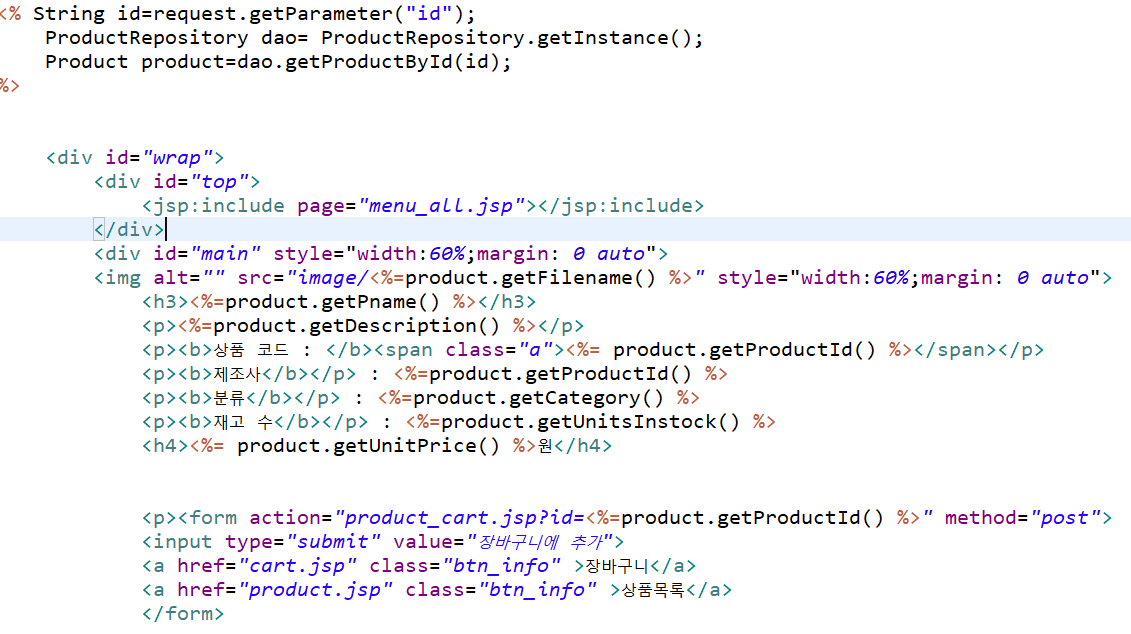 <% String id=request.getParameter("id");
ProductRepository dao= ProductRepository.getInstance();
Product product=dao.getProductById(id);
%>
<div id="wrap">
<div id="top">
<jsp:include page="menu_all.jsp"></jsp:include>
</div>
<div id="main" style="width:60%;margin: 0 auto">
<img alt="" src="image/<%=product.getFilename() %>" style="width:60%;margin: 0 auto">
<h3><%=product.getPname() %></h3>
<p><%=product.getDescription() %></p>
<p><b>상품 코드 : </b><span class="a"><%= product.getProductId() %></span></p>
<p><b>제조사</b></p> : <%=product.getProductId() %>
<p><b>분류</b></p> : <%=product.getCategory() %>
<p><b>재고 수</b></p> : <%=product.getUnitsInstock() %>
<h4><%= product.getUnitPrice() %>원</h4>
<p><form action="product_cart.jsp?id=<%=product.getProductId() %>" method="post">
<input type="submit" value="장바구니에 추가">
<a href="cart.jsp" class="btn_info" >장바구니</a>
<a href="product.jsp" class="btn_info" >상품목록</a>
</form>